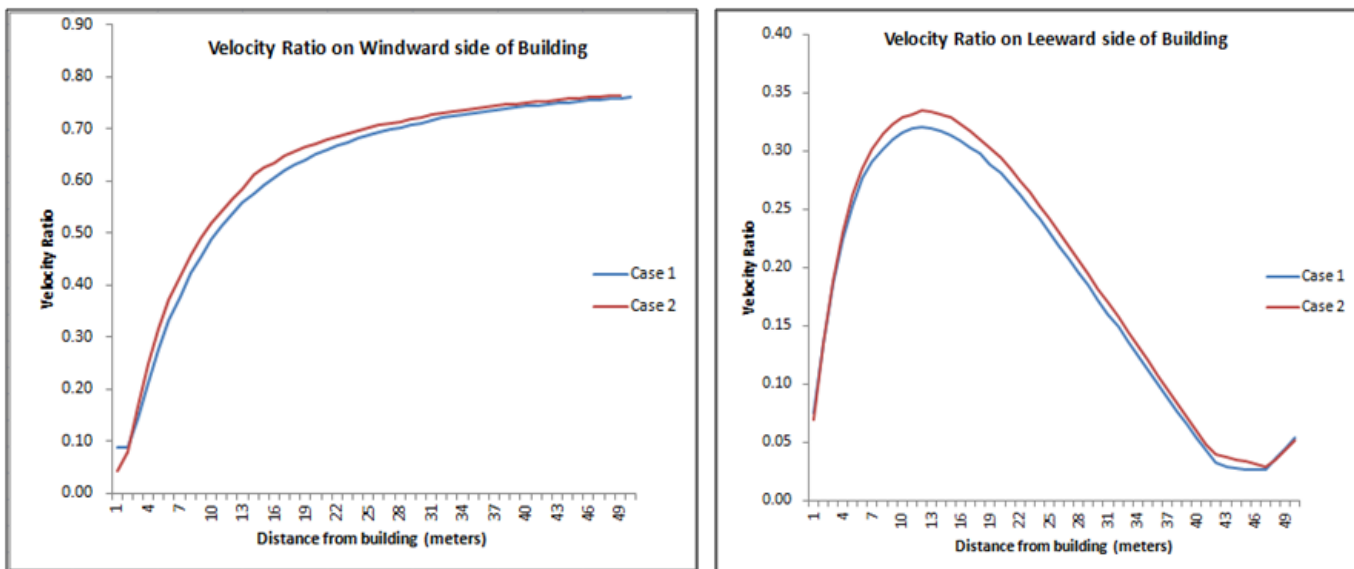 Velocity Ratio on Windward side of Building
0.90
0.80
0.70
0.60
0.50
0.40
0.30
0.20
0.10
0.00
Velocity Ratio
1 4 7 10 13 16 19 22 25 28 31 34 37 40 43 46 49
Distance from building (meters)
Case 1
Case 2
Velocity Ratio on Leeward side of Building
0.40
0.35
0.30
0.25
0.20
0.15
0.10
0.05
0.00
Velocity Ratio
1 4 7 10 13 16 19 22 25 28 31 34 37 40 43 46 49
Distance from building (meters)
Case 1
Case 2